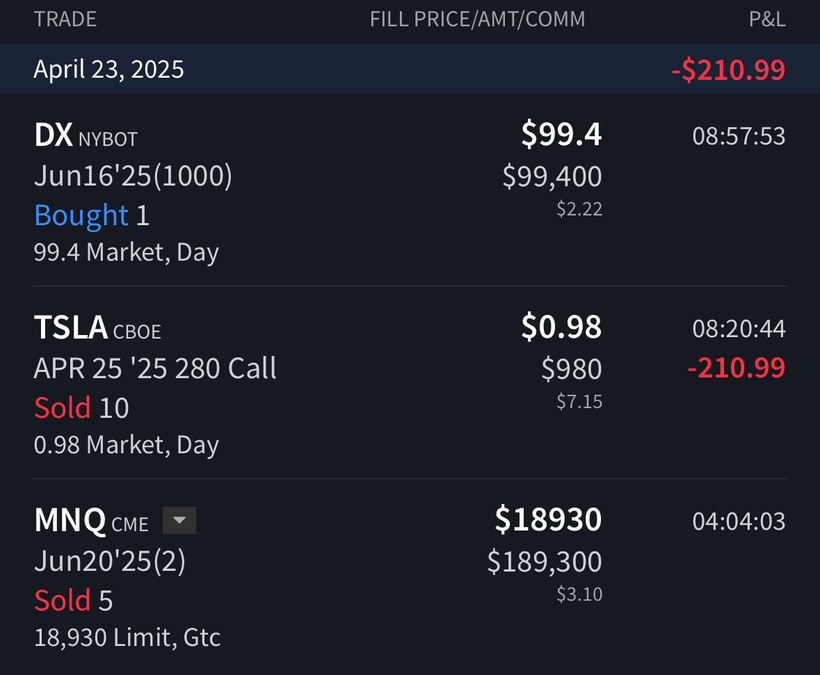 TRADE FILL PRICE/AMT/COMM P&L
April 23, 2025 -$210.99
DX NYBOT $99.4 08:57:53
Jun16'25(1000) $99,400
Bought 1 $2.22
99.4 Market, Day
TSLA CBOE $0.98 08:20:44
APR 25 '25 280 Call $980 -210.99
Sold 10 $7.15
0.98 Market, Day
MNQ CME $18930 04:04:03
Jun20'25(2) $189,300
Sold 5 $3.10
18,930 Limit, Gtc